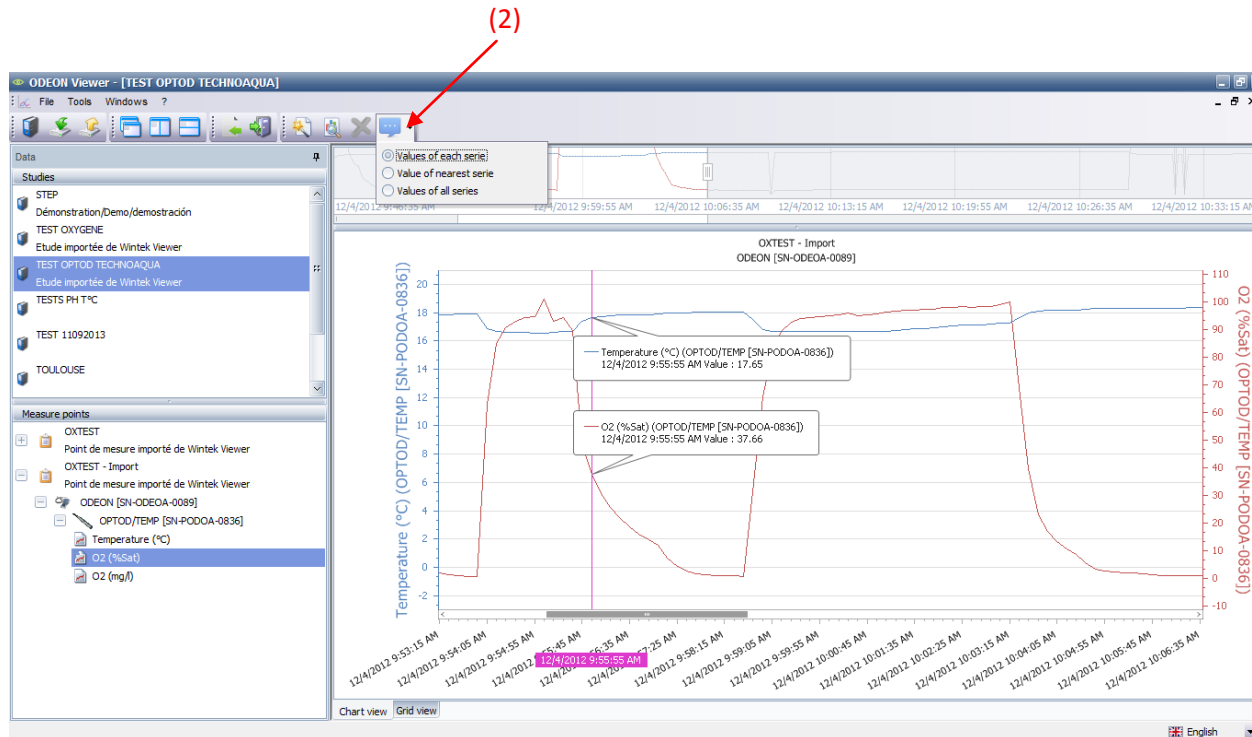 (2)
ODEON Viewer - [TEST OPTOD TECHNOAQUA]
File Tools Windows ?
Data
Studies
STEP
Démonstration/Demo/demostración
TEST OXYGENE
Etude importée de Wintek Viewer
TEST OPTOD TECHNOAQUA
Etude importée de Wintek Viewer
TESTS PH T°C
TEST 11092013
TOULOUSE
Measure points
OXTEST
Point de mesure importé de Wintek Viewer
OXTEST - Import
Point de mesure importé de Wintek Viewer
ODEON [SN-ODEOA-0089]
OPTOD/TEMP [SN-PODOA-0836]
Temperature (°C)
O2 (%Sat)
O2 (mg/l)
Values of each serie
Value of nearest serie
Values of all series
12/4/2012 9:46:35 AM
12/4/2012 9:59:55 AM
12/4/2012 10:06:35 AM
12/4/2012 10:13:15 AM
12/4/2012 10:19:55 AM
12/4/2012 10:26:35 AM
12/4/2012 10:33:15 AM
OXTEST - Import
ODEON [SN-ODEOA-0089]
Temperature (°C) (OPTOD/TEMP [SN-PODOA-0836])
20
18
16
14
12
10
8
6
4
2
0
-2
Temperature (°C) (OPTOD/TEMP [SN-PODOA-0836])
12/4/2012 9:55:55 AM Value : 17.65
O2 (%Sat) (OPTOD/TEMP [SN-PODOA-0836])
12/4/2012 9:55:55 AM Value : 37.66
110
100
90
80
70
60
50
40
30
20
10
0
-10
O2 (%Sat) (OPTOD/TEMP [SN-PODOA-0836])
12/4/2012 9:53:15 AM
12/4/2012 9:54:05 AM
12/4/2012 9:54:55 AM
12/4/2012 9:55:55 AM
12/4/2012 9:58:15 AM
12/4/2012 9:59:05 AM
12/4/2012 9:59:55 AM
12/4/2012 10:00:45 AM
12/4/2012 10:01:35 AM
12/4/2012 10:02:25 AM
12/4/2012 10:03:15 AM
12/4/2012 10:04:05 AM
12/4/2012 10:04:55 AM
12/4/2012 10:05:45 AM
12/4/2012 10:06:35 AM
Chart view Grid view
English